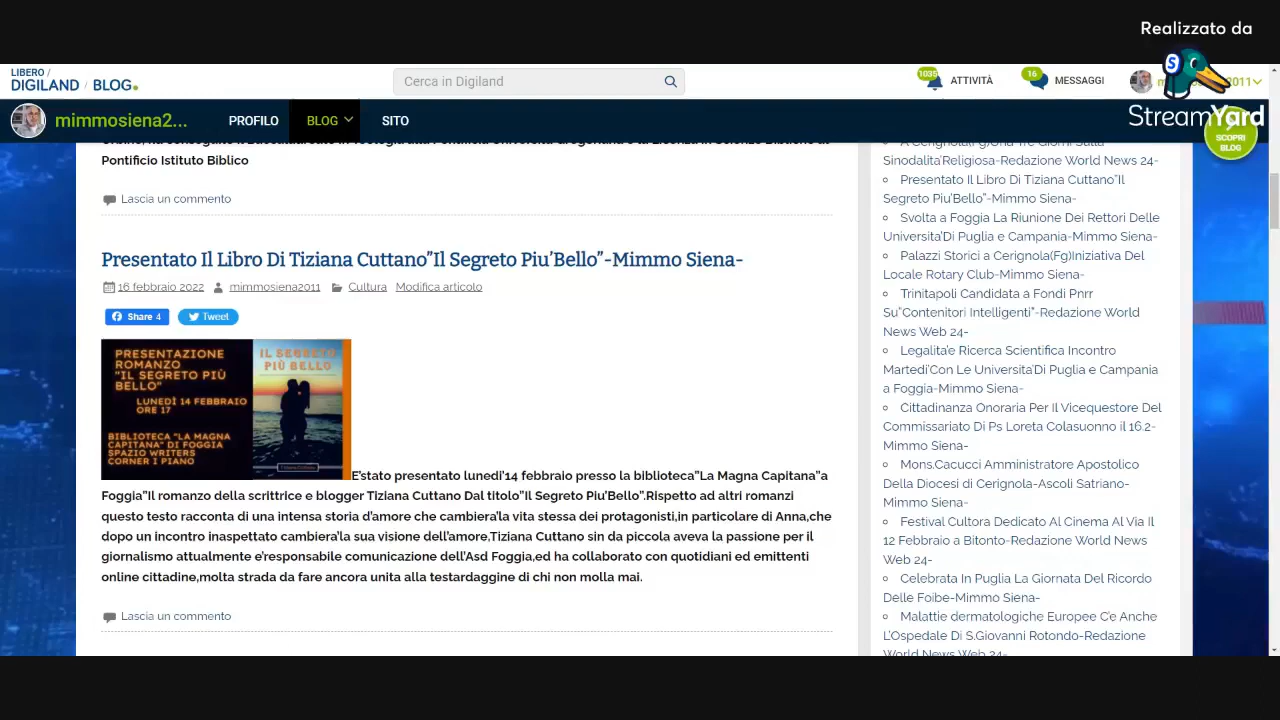 Realizzato da
StreamYard
LIBERO /
DIGILAND / BLOG
Cerca in Digiland
1035
ATTIVITÀ
16
MESSAGGI
mimmosiena2...
PROFILO
BLOG
SITO
SCOPRI
BLOG
Pontificio Istituto Biblico
Lascia un commento
Presentato Il Libro Di Tiziana Cuttano”Il Segreto Piu’Bello”-Mimmo Siena-
16 febbraio 2022 mimmosiena2011 Cultura Modifica articolo
Share 4
Tweet
PRESENTAZIONE
ROMANZO
"IL SEGRETO PIÙ
BELLO"
LUNEDÌ 14 FEBBRAIO
ORE 17
BIBLIOTECA "LA MAGNA
CAPITANA" DI FOGGIA
SPAZIO WRITERS
CORNER I PIANO
IL SEGRETO
PIÙ BELLO
Tiziana Cuttano
E’stato presentato lunedi’14 febbraio presso la biblioteca”La Magna Capitana”a
Foggia”Il romanzo della scrittrice e blogger Tiziana Cuttano Dal titolo”Il Segreto Piu’Bello”.Rispetto ad altri romanzi
questo testo racconta di una intensa storia d’amore che cambiera’la vita stessa dei protagonisti,in particolare di Anna,che
dopo un incontro inaspettato cambiera’la sua visione dell’amore,Tiziana Cuttano sin da piccola aveva la passione per il
giornalismo attualmente e’responsabile comunicazione dell’Asd Foggia,ed ha collaborato con quotidiani ed emittenti
online cittadine,molta strada da fare ancora unita alla testardaggine di chi non molla mai.
Lascia un commento
A Cerignola(Fg)Una Tre Giorni Sulla
Sinodalita’Religiosa-Redazione World News 24-
Presentato Il Libro Di Tiziana Cuttano”Il
Segreto Piu’Bello”-Mimmo Siena-
Svolta a Foggia La Riunione Dei Rettori Delle
Universita’Di Puglia e Campania-Mimmo Siena-
Palazzi Storici a Cerignola(Fg)Iniziativa Del
Locale Rotary Club-Mimmo Siena-
Trinitapoli Candidata a Fondi Pnrr
Su”Contenitori Intelligenti”-Redazione World
News Web 24-
Legalita’e Ricerca Scientifica Incontro
Martedi’Con Le Universita’Di Puglia e Campania
a Foggia-Mimmo Siena-
Cittadinanza Onoraria Per Il Vicequestore Del
Commissariato Di Ps Loreta Colasuonno il 16.2-
Mimmo Siena-
Mons.Cacucci Amministratore Apostolico
Della Diocesi di Cerignola-Ascoli Satriano-
Mimmo Siena-
Festival Cultora Dedicato Al Cinema Al Via Il
12 Febbraio a Bitonto-Redazione World News
Web 24-
Celebrata In Puglia La Giornata Del Ricordo
Delle Foibe-Mimmo Siena-
Malattie dermatologiche Europee C’e Anche
L’Ospedale Di S.Giovanni Rotondo-Redazione
World News Web 24-